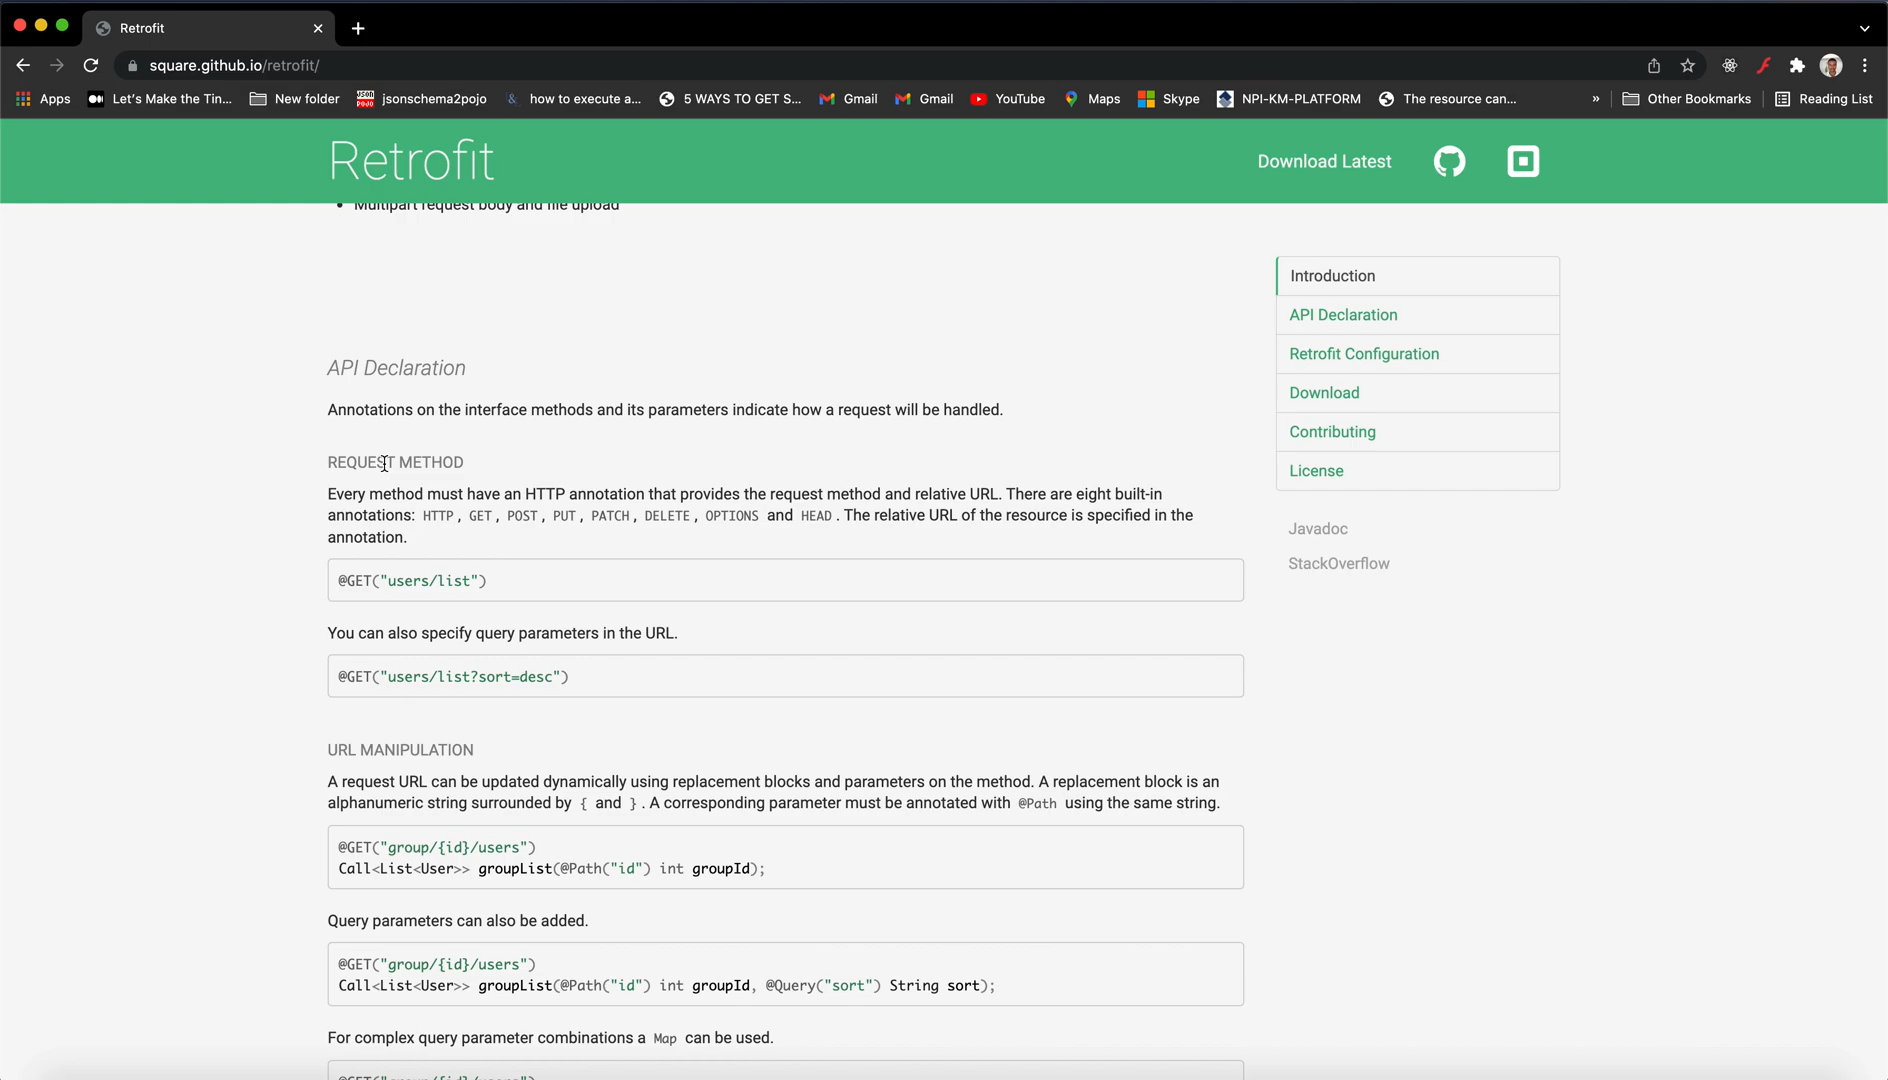 Retrofit
square.github.io/retrofit/
Apps
Let's Make the Tin...
New folder
jsonschema2pojo
how to execute a...
5 WAYS TO GET S...
Gmail
Gmail
YouTube
Maps
Skype
NPI-KM-PLATFORM
The resource can...
»
Other Bookmarks
Reading List
Retrofit
Download Latest
• Multipart request body and file upload
API Declaration
Annotations on the interface methods and its parameters indicate how a request will be handled.
REQUEST METHOD
Every method must have an HTTP annotation that provides the request method and relative URL. There are eight built-in
annotations: HTTP, GET, POST, PUT, PATCH, DELETE, OPTIONS and HEAD. The relative URL of the resource is specified in the
annotation.
@GET("users/list")
You can also specify query parameters in the URL.
@GET("users/list?sort=desc")
URL MANIPULATION
A request URL can be updated dynamically using replacement blocks and parameters on the method. A replacement block is an
alphanumeric string surrounded by { and }. A corresponding parameter must be annotated with @Path using the same string.
@GET("group/{id}/users")
Call<List<User>> groupList(@Path("id") int groupId);
Query parameters can also be added.
@GET("group/{id}/users")
Call<List<User>> groupList(@Path("id") int groupId, @Query("sort") String sort);
For complex query parameter combinations a Map can be used.
@GET("group/{id}/users")
Introduction
API Declaration
Retrofit Configuration
Download
Contributing
License
Javadoc
StackOverflow